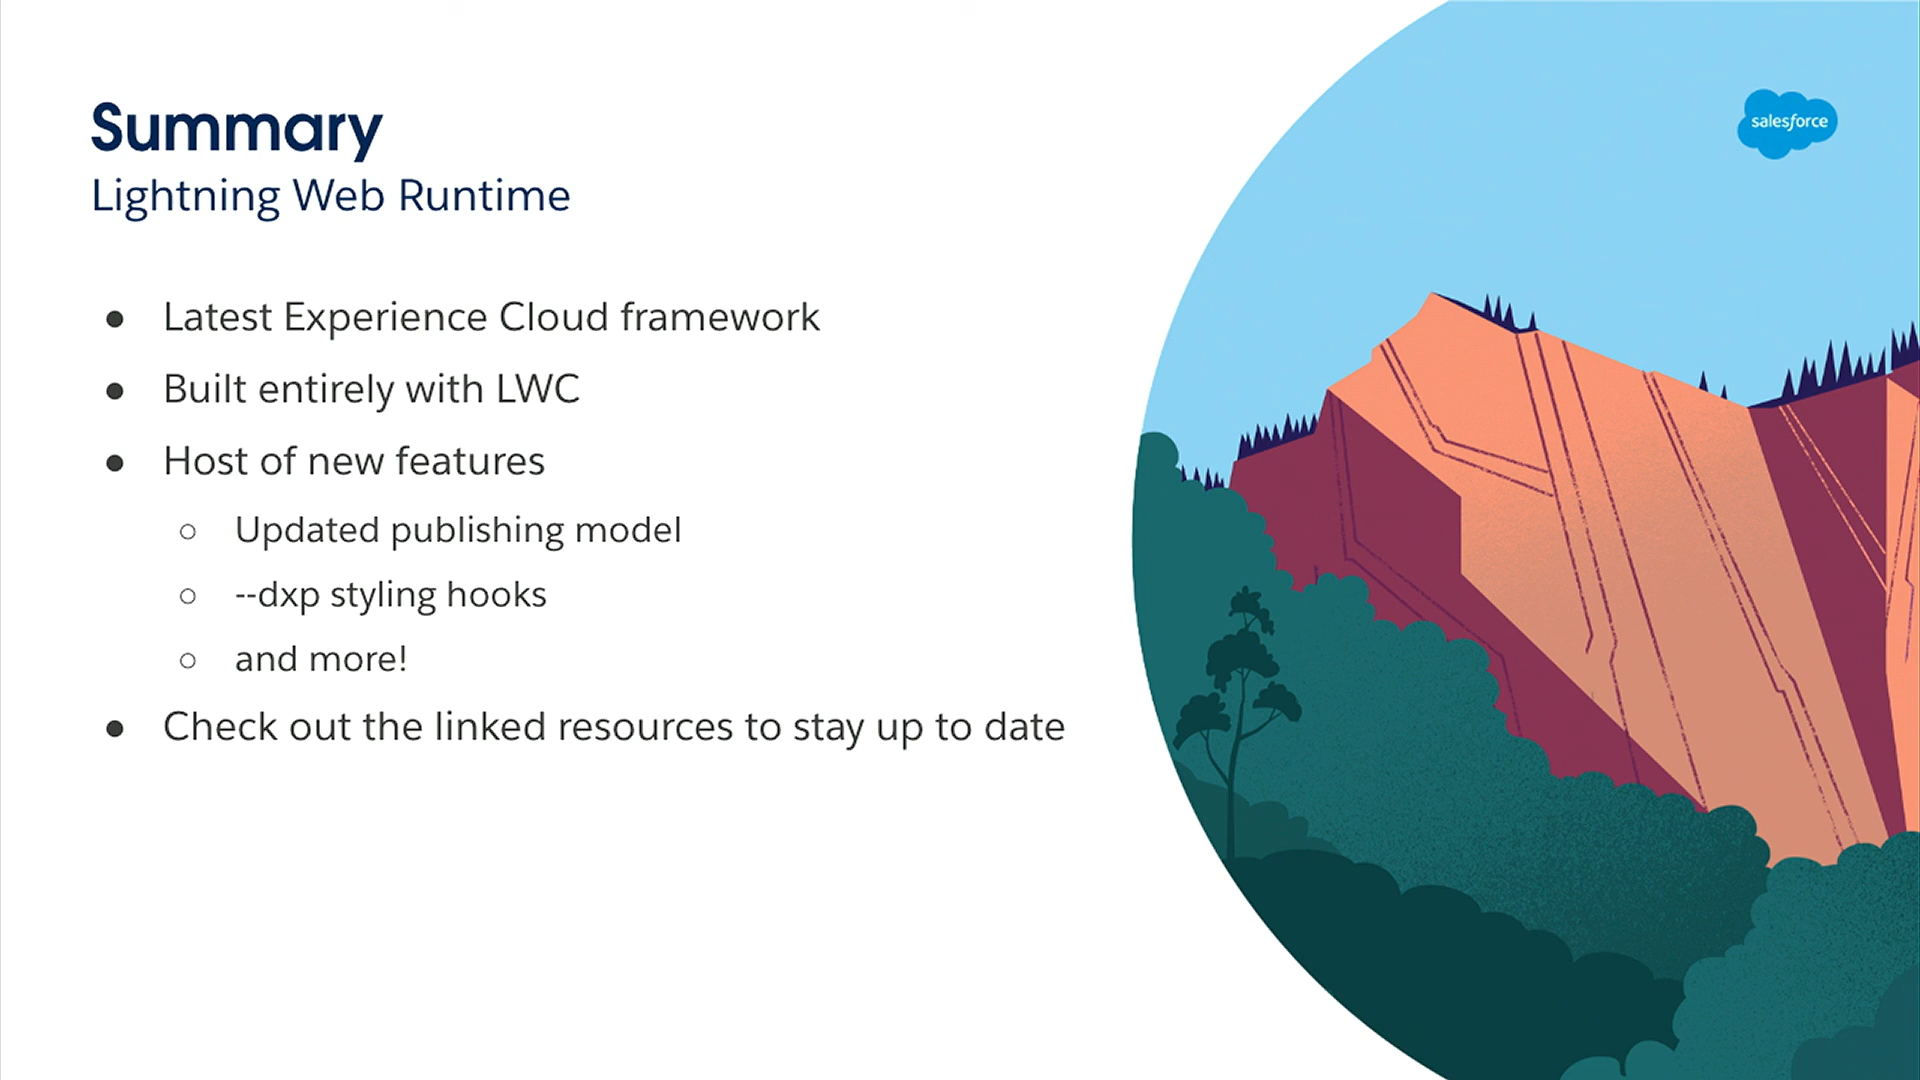 Summary
Lightning Web Runtime
● Latest Experience Cloud framework
● Built entirely with LWC
● Host of new features
○ Updated publishing model
○ --dxp styling hooks
○ and more!
● Check out the linked resources to stay up to date
salesforce